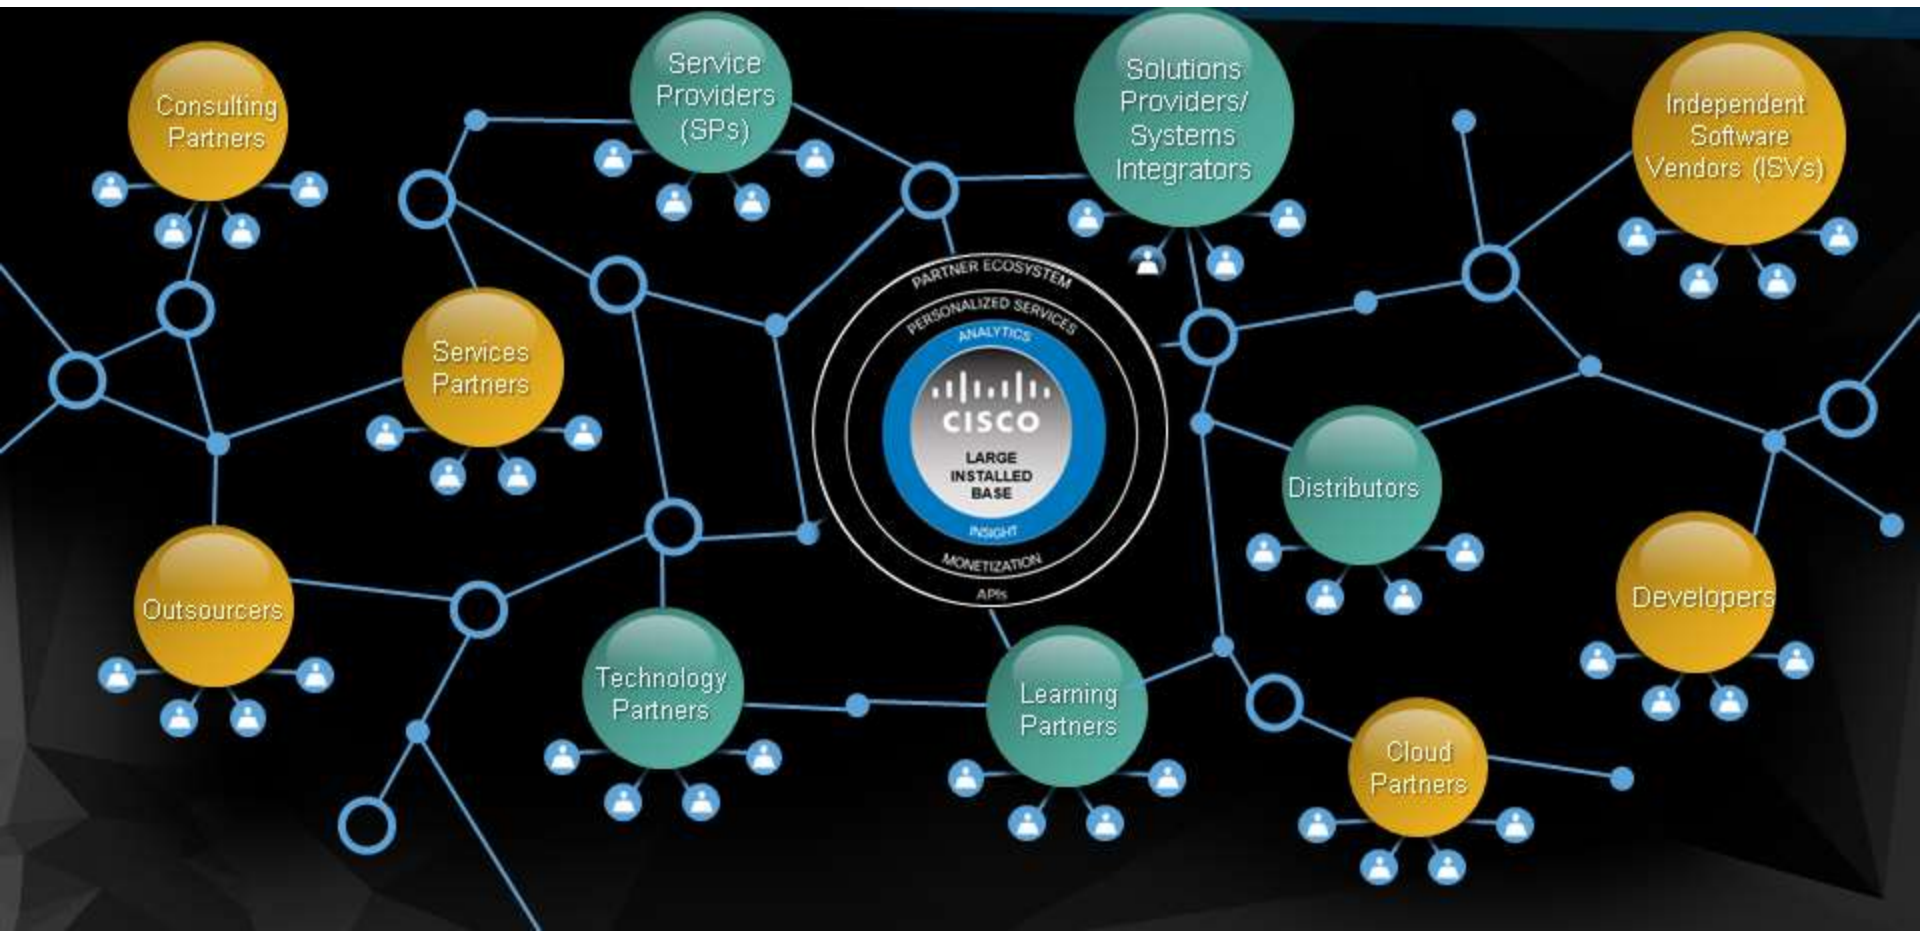 Consulting
Partners
Service
Providers
(SPs)
Solutions
Providers/
Systems
Integrators
Independent
Software
Vendors (ISVs)
Services
Partners
PARTNER ECOSYSTEM
PERSONALIZED SERVICES
ANALYTICS
CISCO
LARGE
INSTALLED
BASE
INSIGHT
MONETIZATION
APIs
Distributors
Outsourcers
Developers
Technology
Partners
Learning
Partners
Cloud
Partners